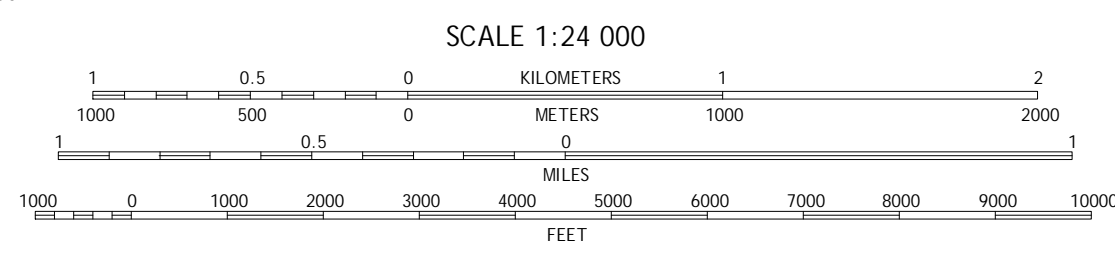 SCALE 1:24 000
1 0.5 0 KILOMETERS 1 2
1000 500 0 METERS 1000 2000
1 0.5 0 1
MILES
1000 0 1000 2000 3000 4000 5000 6000 7000 8000 9000 10000
FEET